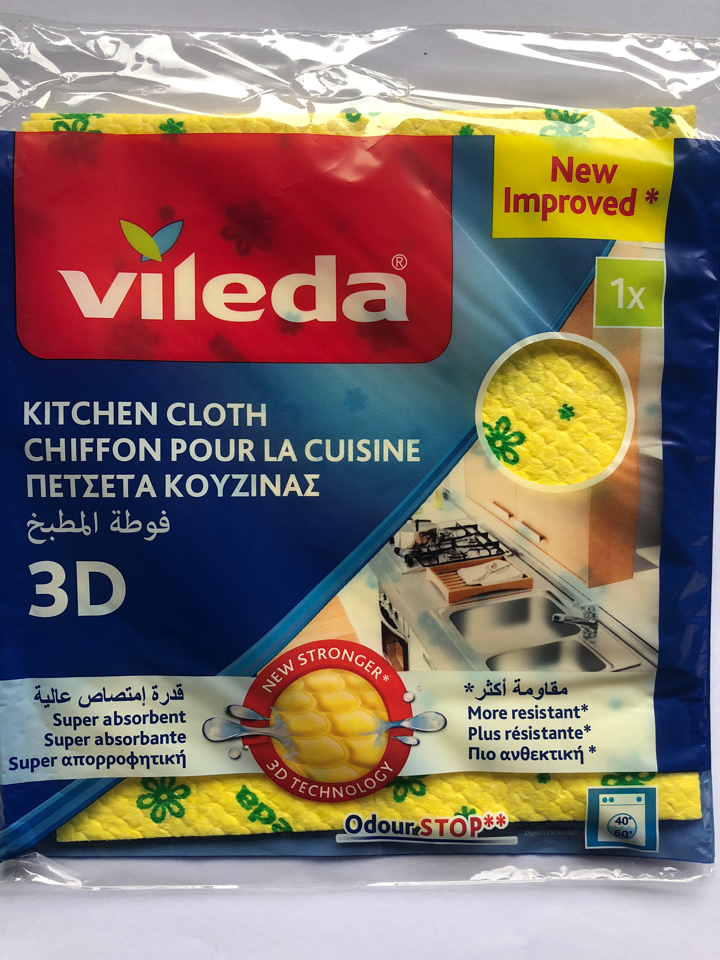 New
Improved *
vileda®
1x
KITCHEN CLOTH
CHIFFON POUR LA CUISINE
ΠΕΤΣΕΤΑ ΚΟΥΖΙΝΑΣ
فوطة المطبخ
3D
قدرة إمتصاص عالية
Super absorbent
Super absorbante
Super απορροφητική
NEW STRONGER*
3D TECHNOLOGY
مقاومة أكثر*
More resistant*
Plus résistante*
Πιο ανθεκτική *
Odour STOP**
40°
60°